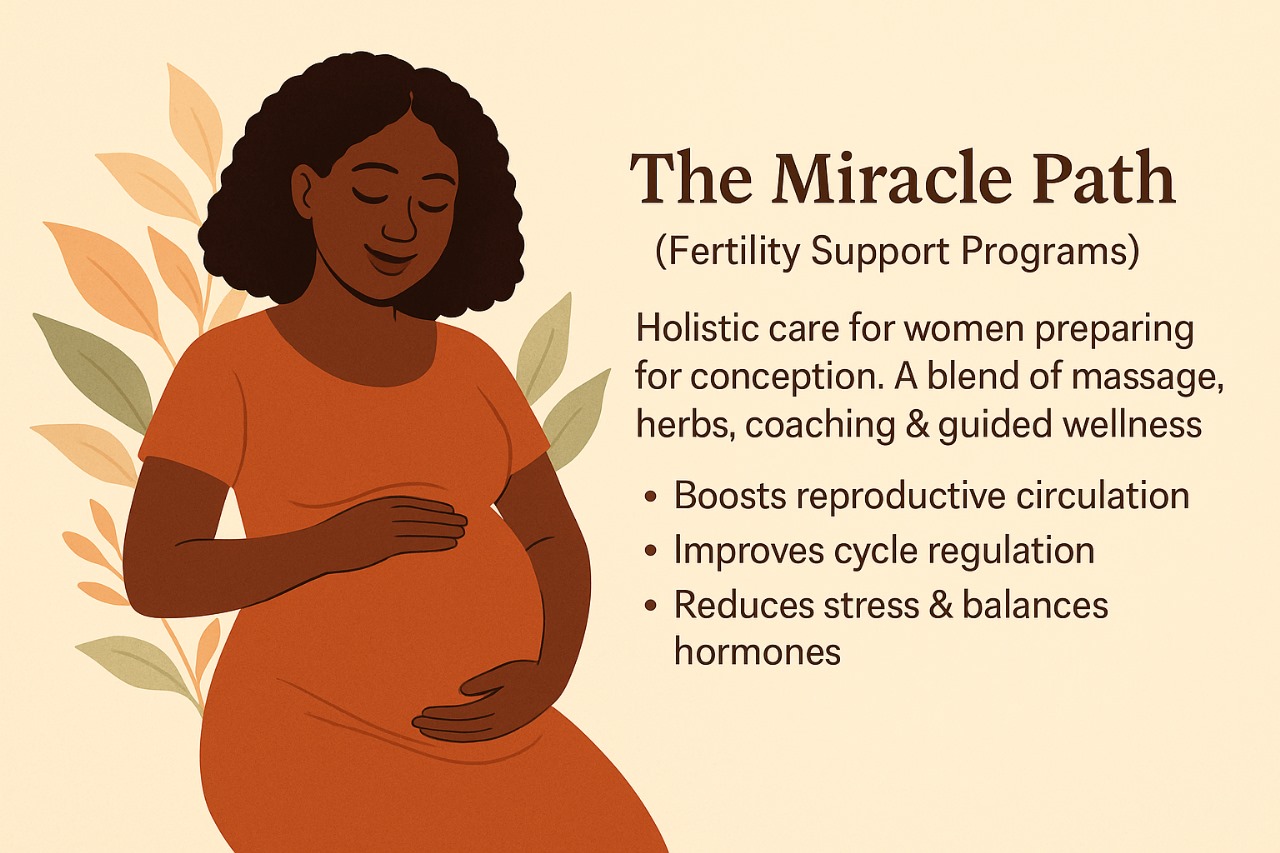 The Miracle Path
(Fertility Support Programs)
Holistic care for women preparing
for conception. A blend of massage,
herbs, coaching & guided wellness
• Boosts reproductive circulation
• Improves cycle regulation
• Reduces stress & balances
hormones